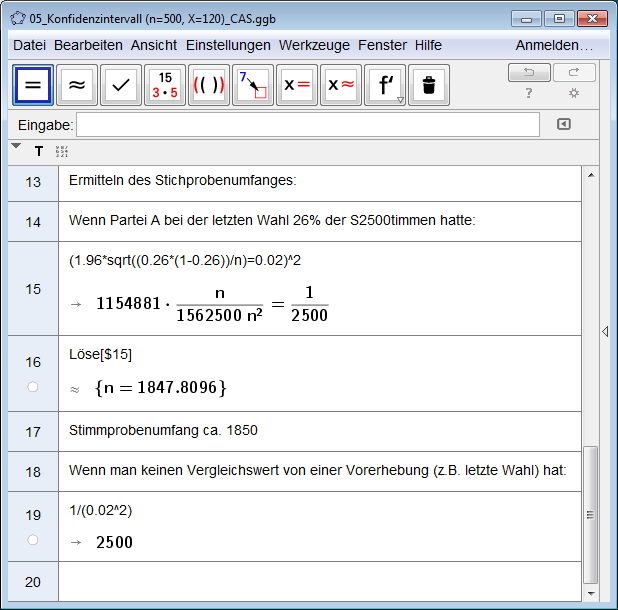 05_Konfidenzintervall (n=500, X=120)_CAS.ggb
Datei Bearbeiten Ansicht Einstellungen Werkzeuge Fenster Hilfe Anmelden...
= ≈ ✓ 15 3•5 (( )) 7 x= x≈ f'
?
Eingabe:
T
13 Ermitteln des Stichprobenumfanges:
14 Wenn Partei A bei der letzten Wahl 26% der S2500timmen hatte:
15 (1.96*sqrt((0.26*(1-0.26))/n)=0.02)^2
→ 1154881 · n / 1562500 n² = 1 / 2500
16 Löse[$15]
≈ {n = 1847.8096}
17 Stimmprobenumfang ca. 1850
18 Wenn man keinen Vergleichswert von einer Vorerhebung (z.B. letzte Wahl) hat:
19 1/(0.02^2)
→ 2500
20